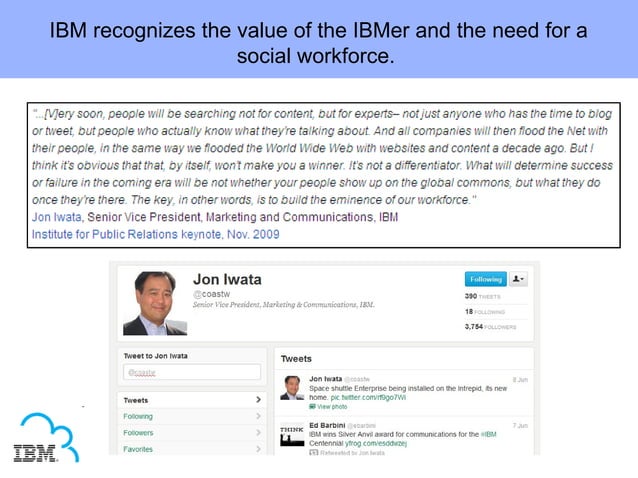 IBM recognizes the value of the IBMer and the need for a
social workforce.
"...[V]ery soon, people will be searching not for content, but for experts– not just anyone who has the time to blog
or tweet, but people who actually know what they're talking about. And all companies will then flood the Net with
their people, in the same way we flooded the World Wide Web with websites and content a decade ago. But I
think it's obvious that that, by itself, won't make you a winner. It's not a differentiator. What will determine success
or failure in the coming era will be not whether your people show up on the global commons, but what they do
once they're there. The key, in other words, is to build the eminence of our workforce."
Jon Iwata, Senior Vice President, Marketing and Communications, IBM
Institute for Public Relations keynote, Nov. 2009
Jon Iwata
@coastw
Senior Vice President, Marketing & Communications, IBM.
Following
390 TWEETS
18 FOLLOWING
3,754 FOLLOWERS
Tweet to Jon Iwata
@coastw
Tweets
Following
Followers
Favorites
Tweets
Jon Iwata @coastw 8 Jun
Space shuttle Enterprise being installed on the Intrepid, its new
home. pic.twitter.com/rf9go7Wi
View photo
THINK
Ed Barbini @ebarbini 7 Jun
IBM wins Silver Anvil award for communications for the #IBM
Centennial yfrog.com/esddwzej
Retweeted by Jon Iwata
IBM